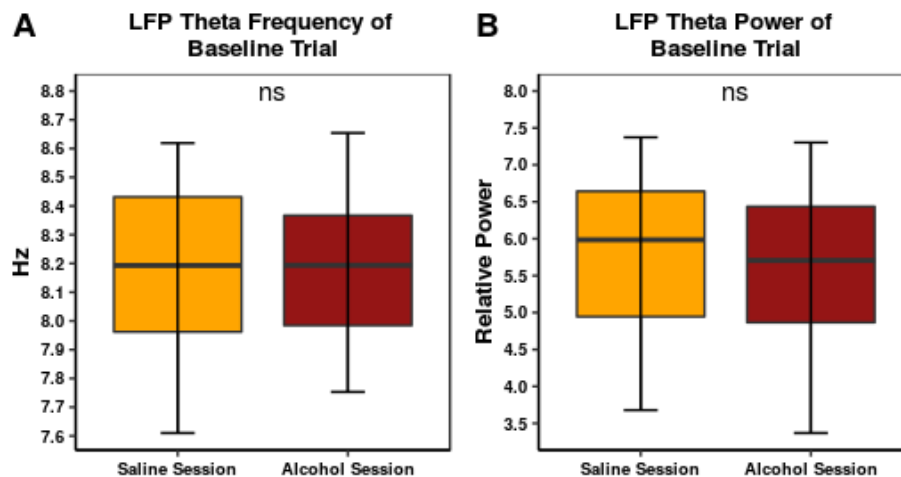 A
LFP Theta Frequency of
Baseline Trial
ns
Hz
8.8
8.7
8.6
8.5
8.4
8.3
8.2
8.1
8.0
7.9
7.8
7.7
7.6
Saline Session
Alcohol Session
B
LFP Theta Power of
Baseline Trial
ns
Relative Power
8.0
7.5
7.0
6.5
6.0
5.5
5.0
4.5
4.0
3.5
Saline Session
Alcohol Session